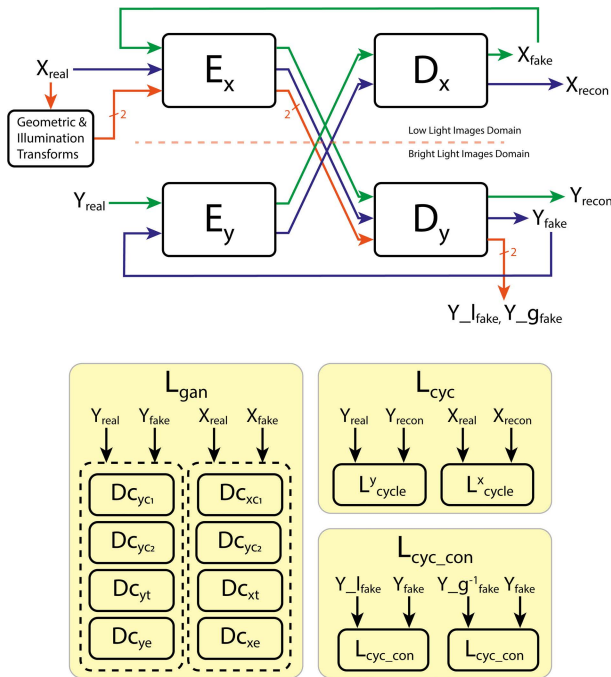 X_real
E_x
D_x
X_fake
X_recon
2
Geometric &
Illumination
Transforms
2
Low Light Images Domain
Bright Light Images Domain
Y_real
E_y
D_y
Y_recon
Y_fake
2
Y_l_fake, Y_g_fake
L_gan
Y_real Y_fake X_real X_fake
Dc_yc₁ Dc_xc₁
Dc_yc₂ Dc_yc₂
Dc_yt Dc_xt
Dc_ye Dc_xe
L_cyc
Y_real Y_recon X_real X_recon
L^y_cycle L^x_cycle
L_cyc_con
Y_l_fake Y_fake Y_g⁻¹_fake Y_fake
L_cyc_con L_cyc_con